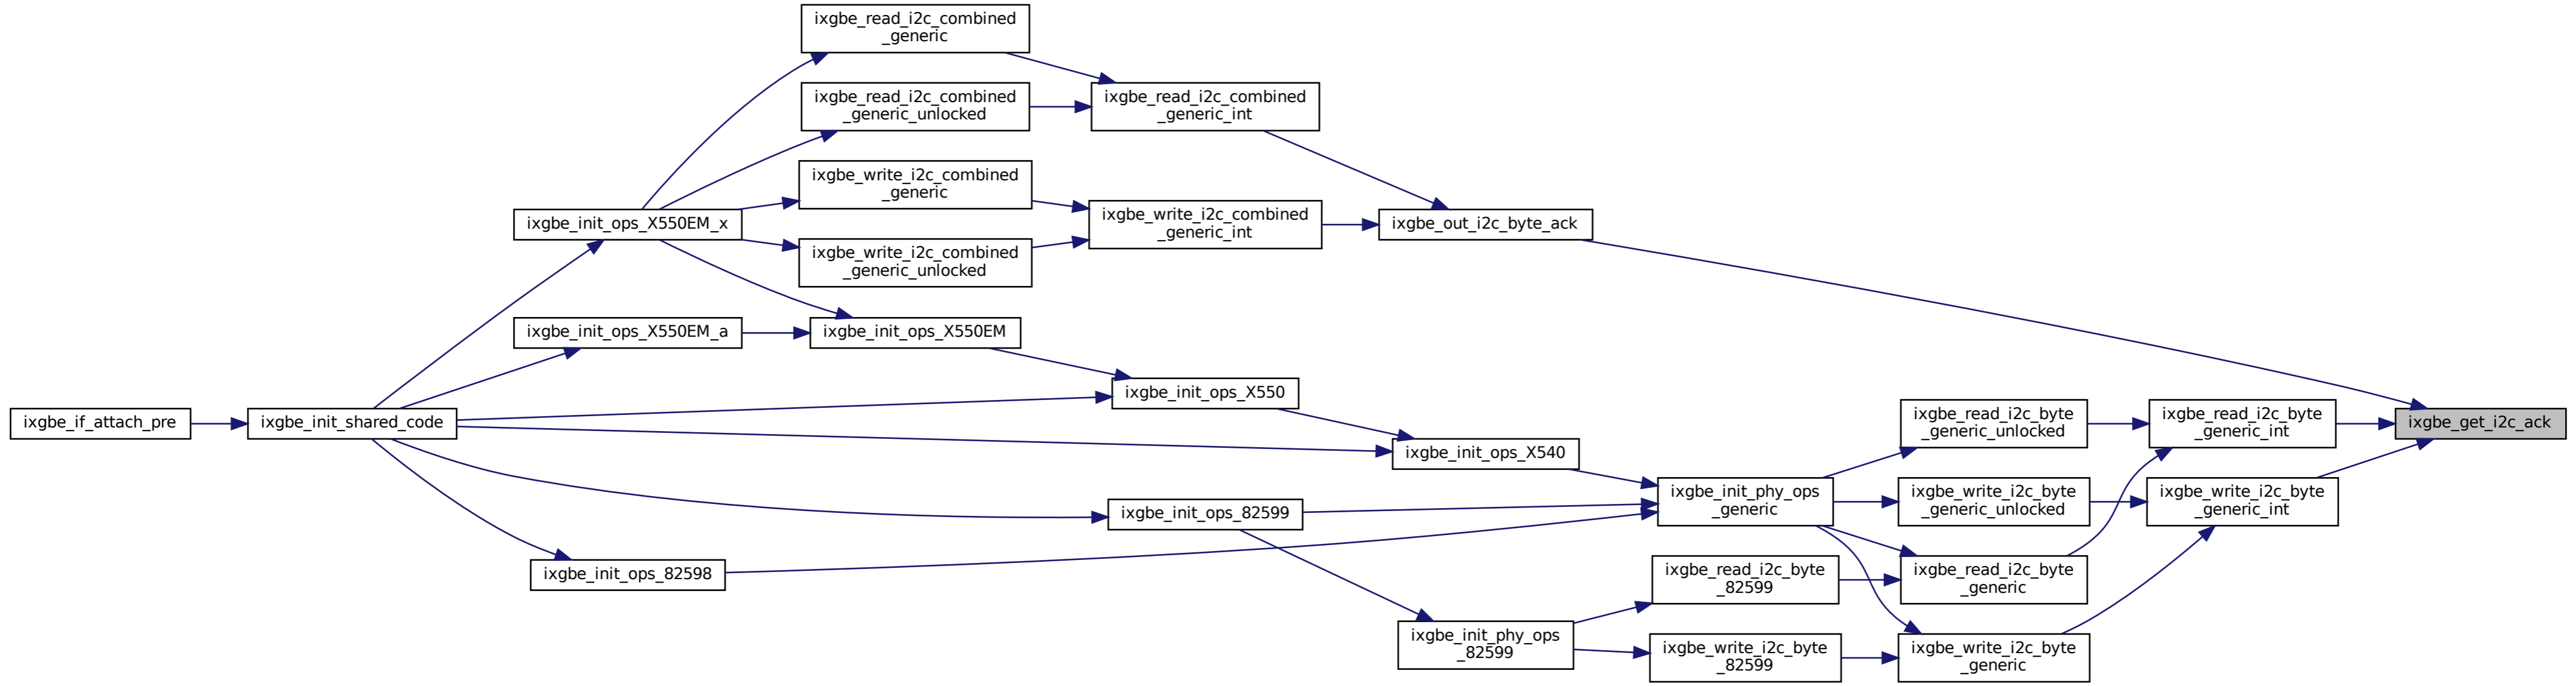 ixgbe_read_i2c_combined
_generic
ixgbe_read_i2c_combined
_generic_unlocked
ixgbe_read_i2c_combined
_generic_int
ixgbe_write_i2c_combined
_generic
ixgbe_init_ops_X550EM_x
ixgbe_write_i2c_combined
_generic_int
ixgbe_out_i2c_byte_ack
ixgbe_write_i2c_combined
_generic_unlocked
ixgbe_init_ops_X550EM_a
ixgbe_init_ops_X550EM
ixgbe_init_ops_X550
ixgbe_if_attach_pre
ixgbe_init_shared_code
ixgbe_init_ops_X540
ixgbe_read_i2c_byte
_generic_unlocked
ixgbe_read_i2c_byte
_generic_int
ixgbe_get_i2c_ack
ixgbe_init_phy_ops
_generic
ixgbe_write_i2c_byte
_generic_unlocked
ixgbe_write_i2c_byte
_generic_int
ixgbe_init_ops_82599
ixgbe_init_ops_82598
ixgbe_read_i2c_byte
_82599
ixgbe_read_i2c_byte
_generic
ixgbe_init_phy_ops
_82599
ixgbe_write_i2c_byte
_82599
ixgbe_write_i2c_byte
_generic